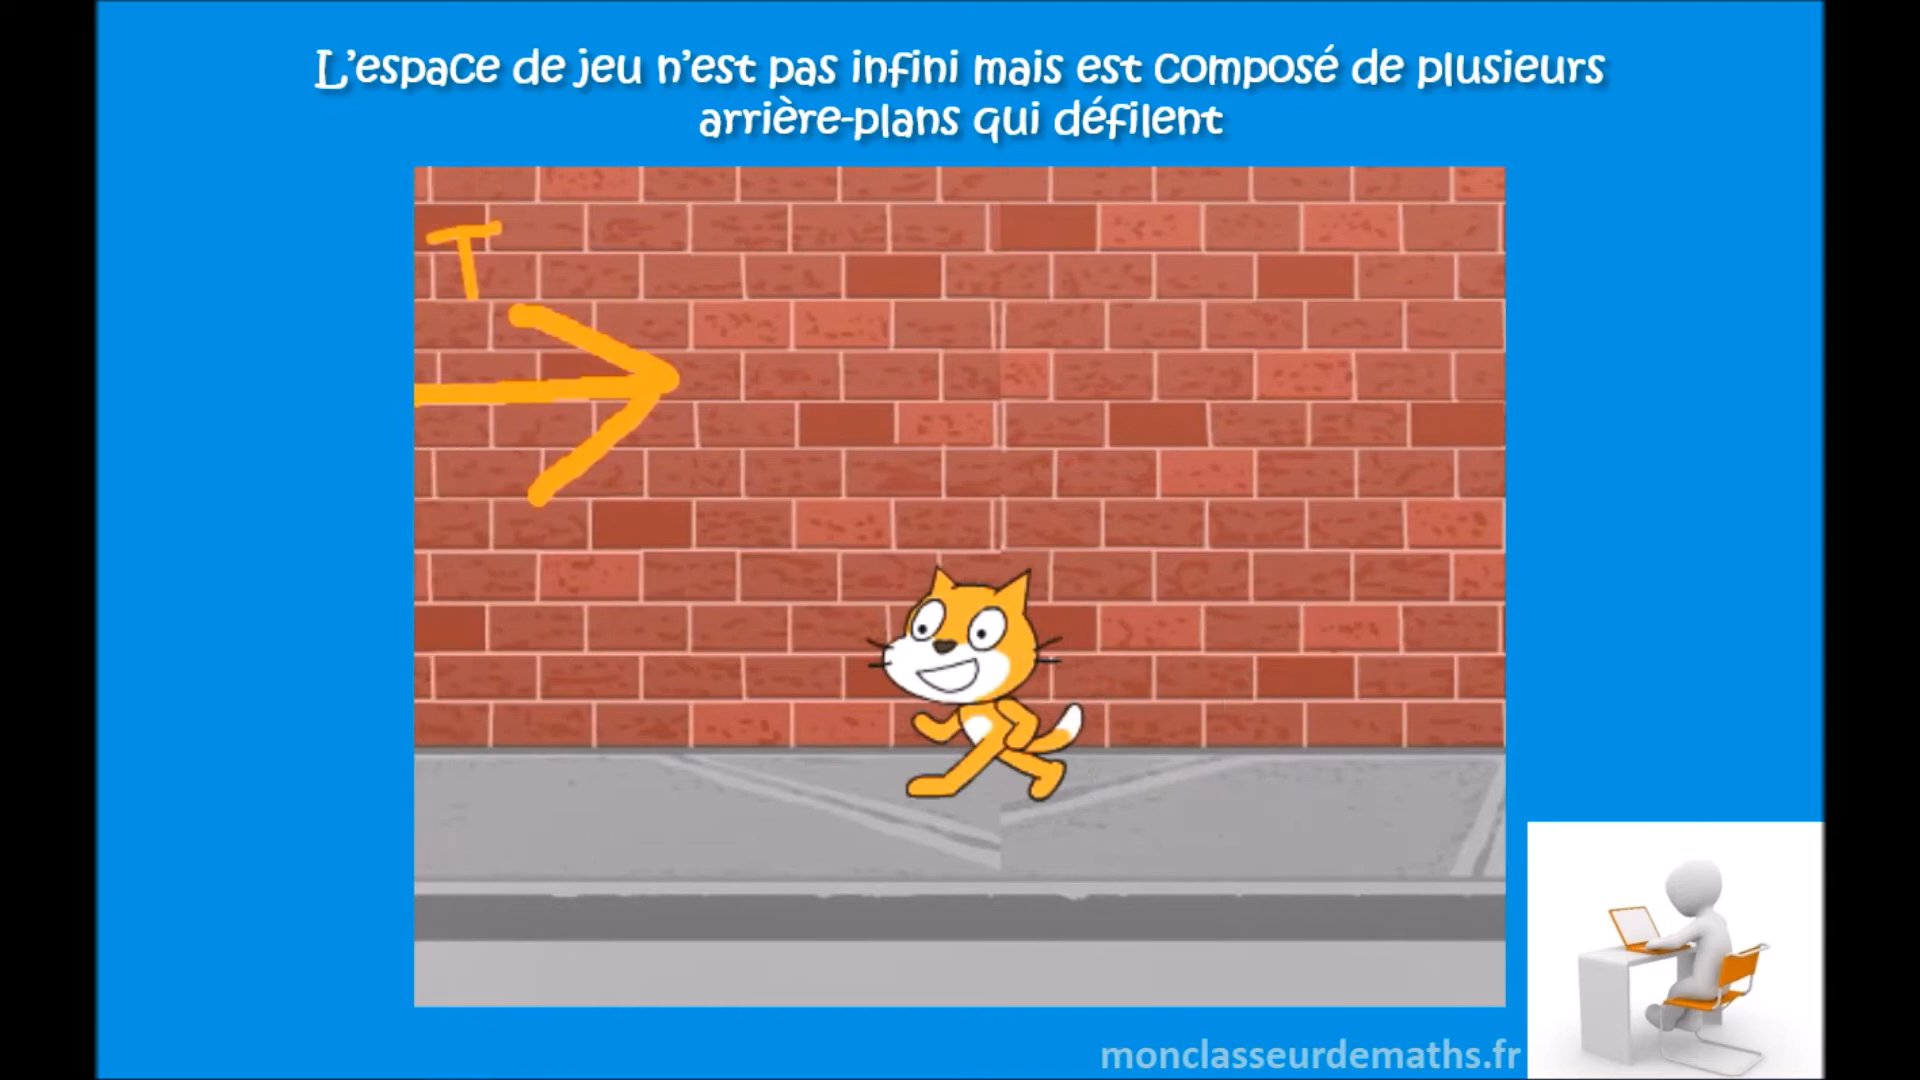 L'espace de jeu n'est pas infini mais est composé de plusieurs
arrière-plans qui défilent
T
monclasseurdemaths.fr